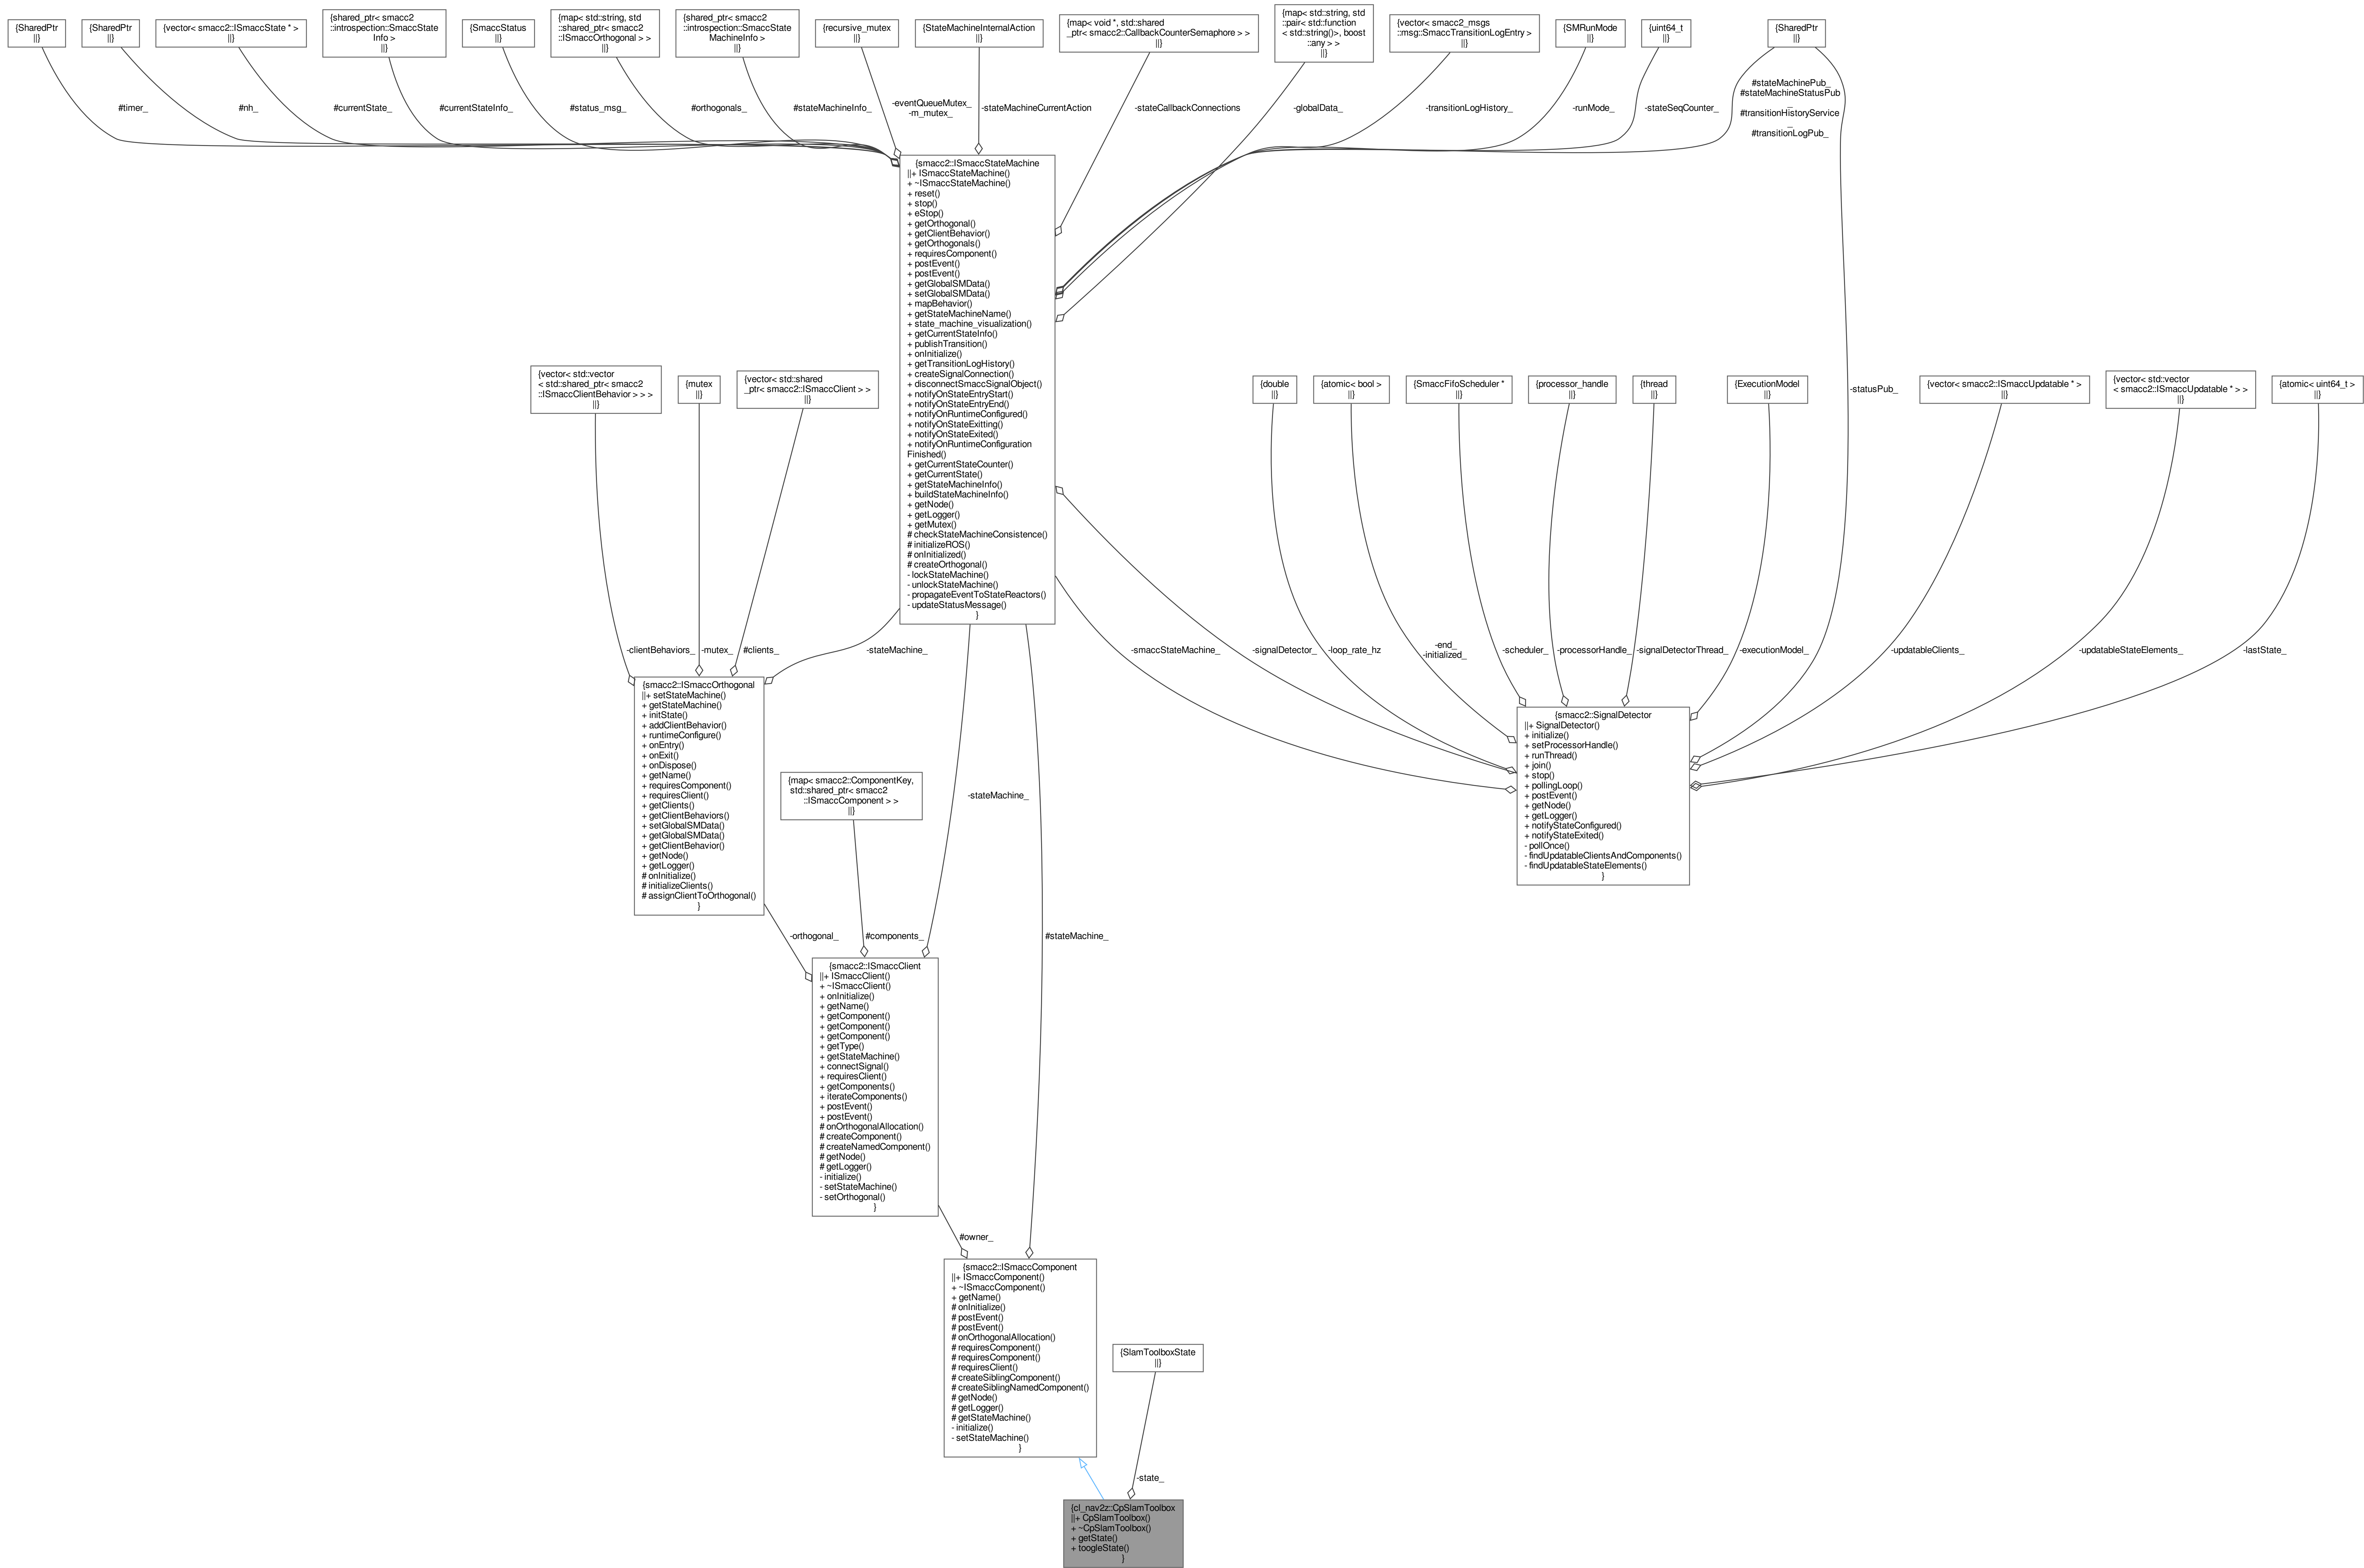 {SharedPtr
||}
{SharedPtr
||}
{vector< smacc2::ISmaccState * >
||}
{shared_ptr< smacc2
::introspection::SmaccState
Info >
||}
{SmaccStatus
||}
{map< std::string, std
::shared_ptr< smacc2
::ISmaccOrthogonal > >
||}
{shared_ptr< smacc2
::introspection::SmaccState
MachineInfo >
||}
{recursive_mutex
||}
{StateMachineInternalAction
||}
{map< void *, std::shared
_ptr< smacc2::CallbackCounterSemaphore > >
||}
{map< std::string, std
::pair< std::function
< std::string()>, boost
::any > >
||}
{vector< smacc2_msgs
::msg::SmaccTransitionLogEntry >
||}
{SMRunMode
||}
{uint64_t
||}
{SharedPtr
||}
#timer_
#nh_
#currentState_
#currentStateInfo_
#status_msg_
#orthogonals_
#stateMachineInfo_
-eventQueueMutex_
-m_mutex_
-stateMachineCurrentAction
-stateCallbackConnections
-globalData_
-transitionLogHistory_
-runMode_
-stateSeqCounter_
#stateMachinePub_
#stateMachineStatusPub
_
#transitionHistoryService
_
#transitionLogPub_
{smacc2::ISmaccStateMachine
||+ ISmaccStateMachine()
+ ~ISmaccStateMachine()
+ reset()
+ stop()
+ eStop()
+ getOrthogonal()
+ getClientBehavior()
+ getOrthogonals()
+ requiresComponent()
+ postEvent()
+ postEvent()
+ getGlobalSMData()
+ setGlobalSMData()
+ mapBehavior()
+ getStateMachineName()
+ state_machine_visualization()
+ getCurrentStateInfo()
+ publishTransition()
+ onInitialize()
+ getTransitionLogHistory()
+ createSignalConnection()
+ disconnectSmaccSignalObject()
+ notifyOnStateEntryStart()
+ notifyOnStateEntryEnd()
+ notifyOnRuntimeConfigured()
+ notifyOnStateExitting()
+ notifyOnStateExited()
+ notifyOnRuntimeConfiguration
Finished()
+ getCurrentStateCounter()
+ getCurrentState()
+ getStateMachineInfo()
+ buildStateMachineInfo()
+ getNode()
+ getLogger()
+ getMutex()
# checkStateMachineConsistence()
# initializeROS()
# onInitialized()
# createOrthogonal()
- lockStateMachine()
- unlockStateMachine()
- propagateEventToStateReactors()
- updateStatusMessage()
}
{vector< std::vector
< std::shared_ptr< smacc2
::ISmaccClientBehavior > > >
||}
{mutex
||}
{vector< std::shared
_ptr< smacc2::ISmaccClient > >
||}
{double
||}
{atomic< bool >
||}
{SmaccFifoScheduler *
||}
{processor_handle
||}
{thread
||}
{ExecutionModel
||}
-statusPub_
{vector< smacc2::ISmaccUpdatable * >
||}
{vector< std::vector
< smacc2::ISmaccUpdatable * > >
||}
{atomic< uint64_t >
||}
-clientBehaviors_
-mutex_
#clients_
-stateMachine_
-smaccStateMachine_
-signalDetector_
-loop_rate_hz
-end_
-initialized_
-scheduler_
-processorHandle_
-signalDetectorThread_
-executionModel_
-updatableClients_
-updatableStateElements_
-lastState_
{smacc2::ISmaccOrthogonal
||+ setStateMachine()
+ getStateMachine()
+ initState()
+ addClientBehavior()
+ runtimeConfigure()
+ onEntry()
+ onExit()
+ onDispose()
+ getName()
+ requiresComponent()
+ requiresClient()
+ getClients()
+ getClientBehaviors()
+ setGlobalSMData()
+ getGlobalSMData()
+ getClientBehavior()
+ getNode()
+ getLogger()
# onInitialize()
# initializeClients()
# assignClientToOrthogonal()
}
{smacc2::SignalDetector
||+ SignalDetector()
+ initialize()
+ setProcessorHandle()
+ runThread()
+ join()
+ stop()
+ pollingLoop()
+ postEvent()
+ getNode()
+ getLogger()
+ notifyStateConfigured()
+ notifyStateExited()
- pollOnce()
- findUpdatableClientsAndComponents()
- findUpdatableStateElements()
}
{map< smacc2::ComponentKey,
std::shared_ptr< smacc2
::ISmaccComponent > >
||}
-stateMachine_
-orthogonal_
#components_
#stateMachine_
{smacc2::ISmaccClient
||+ ISmaccClient()
+ ~ISmaccClient()
+ onInitialize()
+ getName()
+ getComponent()
+ getComponent()
+ getComponent()
+ getType()
+ getStateMachine()
+ connectSignal()
+ requiresClient()
+ getComponents()
+ iterateComponents()
+ postEvent()
+ postEvent()
# onOrthogonalAllocation()
# createComponent()
# createNamedComponent()
# getNode()
# getLogger()
- initialize()
- setStateMachine()
- setOrthogonal()
}
#owner_
{smacc2::ISmaccComponent
||+ ISmaccComponent()
+ ~ISmaccComponent()
+ getName()
# onInitialize()
# postEvent()
# postEvent()
# onOrthogonalAllocation()
# requiresComponent()
# requiresComponent()
# requiresClient()
# createSiblingComponent()
# createSiblingNamedComponent()
# getNode()
# getLogger()
# getStateMachine()
- initialize()
- setStateMachine()
}
{SlamToolboxState
||}
-state_
{cl_nav2z::CpSlamToolbox
||+ CpSlamToolbox()
+ ~CpSlamToolbox()
+ getState()
+ toogleState()
}